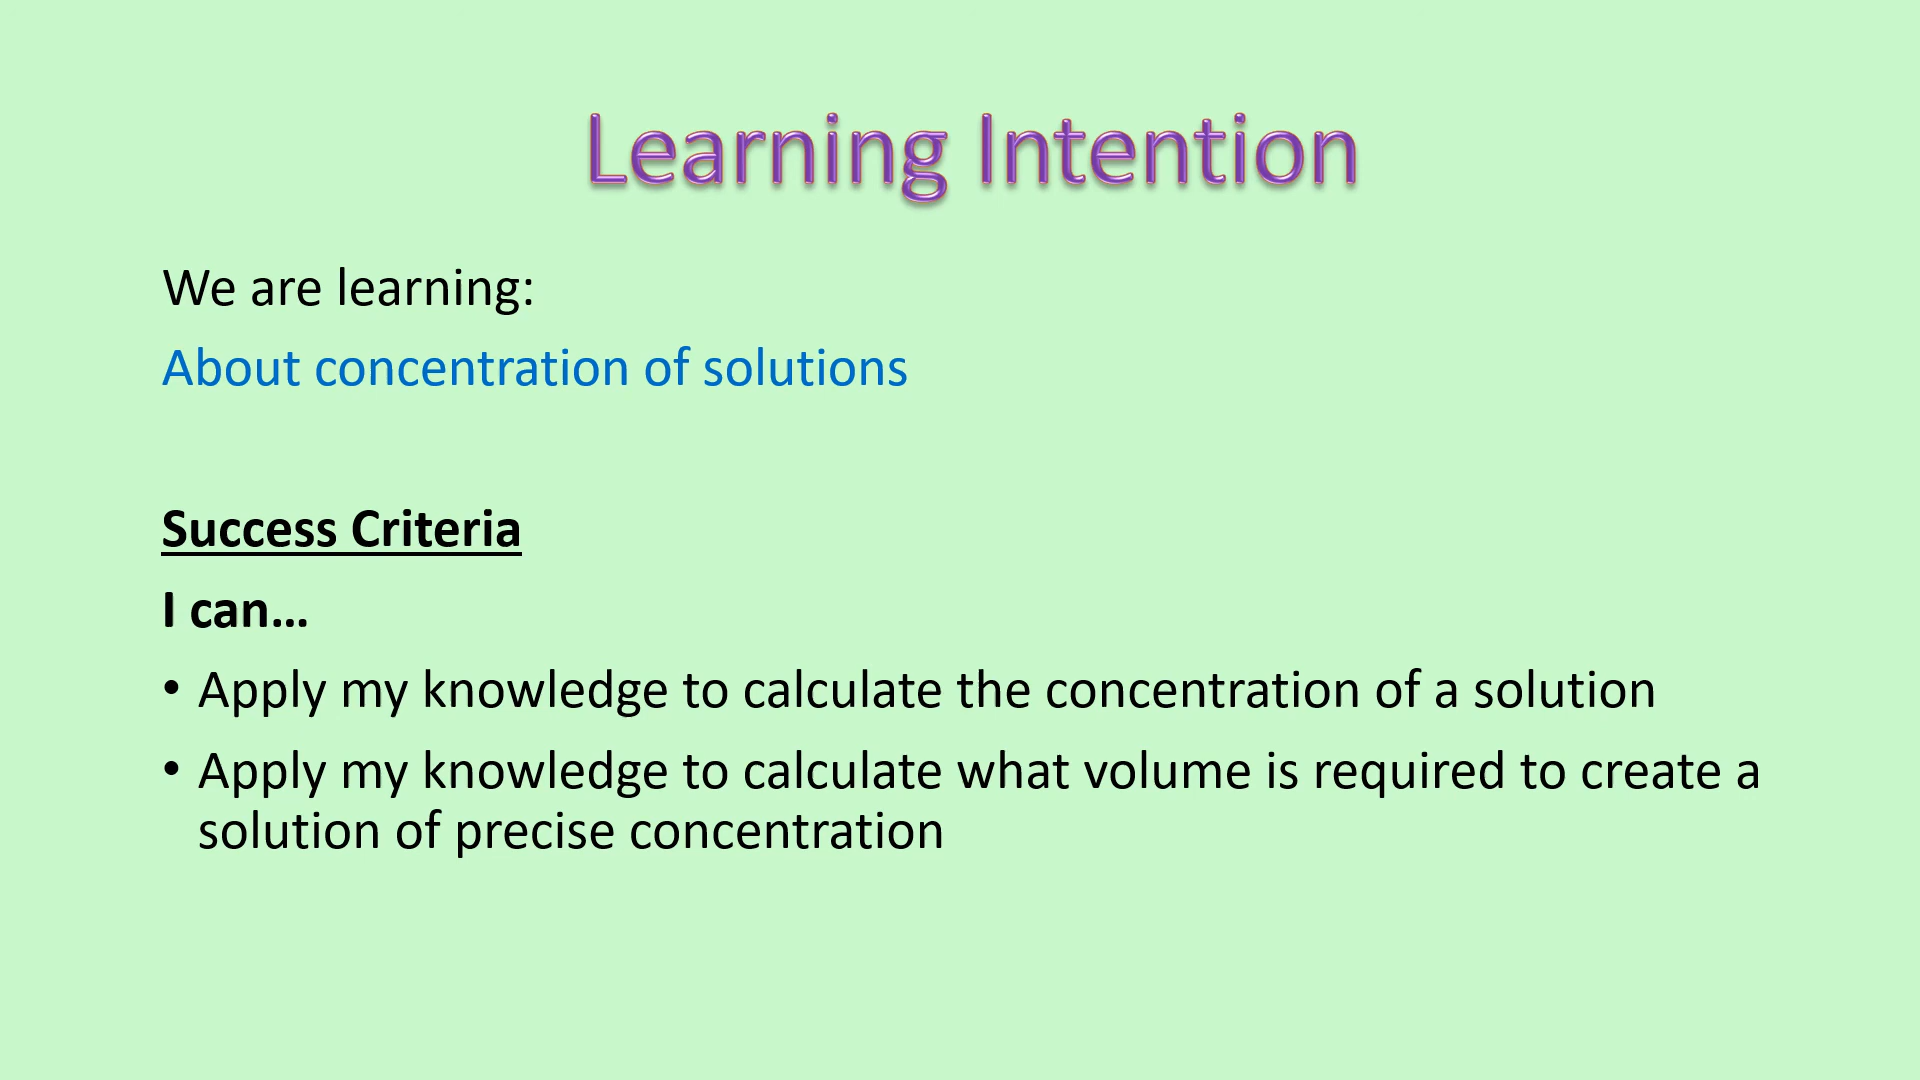 Learning Intention
We are learning:
About concentration of solutions
Success Criteria
I can…
• Apply my knowledge to calculate the concentration of a solution
• Apply my knowledge to calculate what volume is required to create a
solution of precise concentration